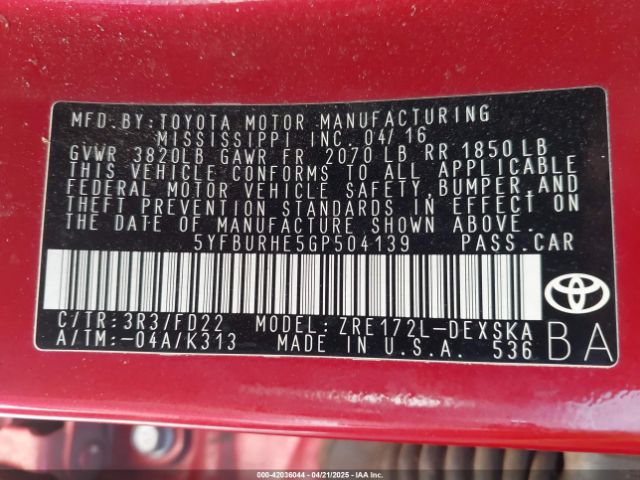 MFD.BY:TOYOTA MOTOR MANUFACTURING
MISSISSIPPI INC. 04/16
GVWR 3820LB GAWR FR 2070 LB RR 1850LB
THIS VEHICLE CONFORMS TO ALL APPLICABLE
FEDERAL MOTOR VEHICLE SAFETY,BUMPER,AND
THEFT PREVENTION STANDARDS IN EFFECT ON
THE DATE OF MANUFACTURE SHOWN ABOVE.
5YFBURHE5GP504139 PASS.CAR
C/TR:3R3/FD22 MODEL:ZRE172L-DEXSKA
A/TM:-04A/K313 MADE IN U.S.A. 536
BA
000-42036044 04/21/2025 IAA Inc.